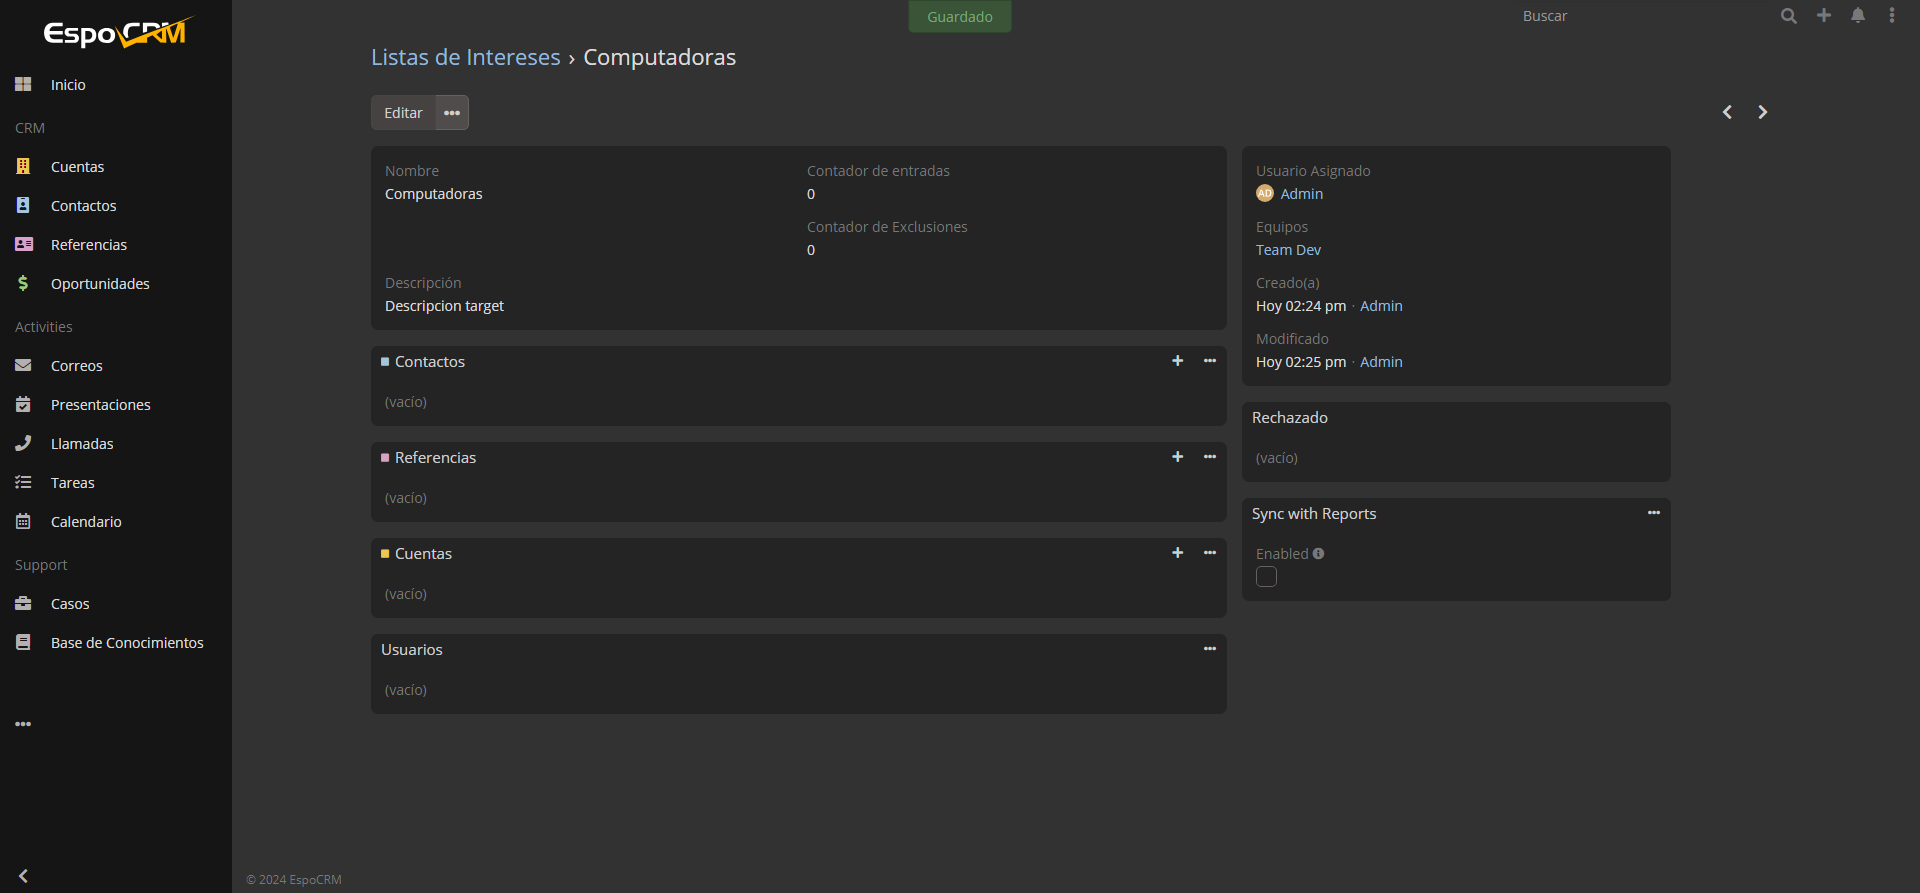 EspoCRM
Inicio
CRM
Cuentas
Contactos
Referencias
Oportunidades
Activities
Correos
Presentaciones
Llamadas
Tareas
Calendario
Support
Casos
Base de Conocimientos
Guardado
Buscar
Listas de Intereses › Computadoras
Editar
Nombre
Computadoras
Contador de entradas
0
Contador de Exclusiones
0
Descripción
Descripcion target
Contactos
(vacío)
Referencias
(vacío)
Cuentas
(vacío)
Usuarios
(vacío)
Usuario Asignado
AD Admin
Equipos
Team Dev
Creado(a)
Hoy 02:24 pm · Admin
Modificado
Hoy 02:25 pm · Admin
Rechazado
(vacío)
Sync with Reports
Enabled
© 2024 EspoCRM